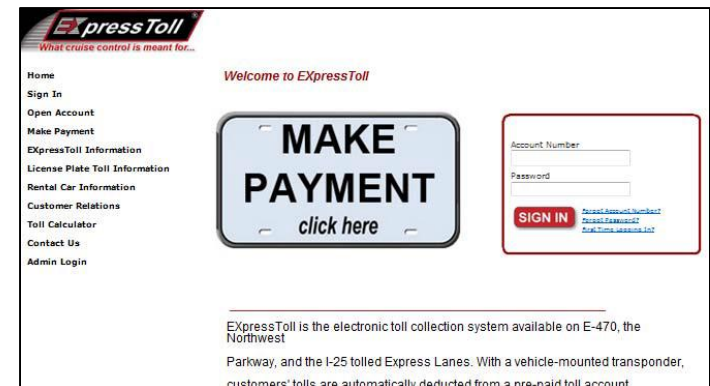 EXpressToll
What cruise control is meant for...
Home
Sign In
Open Account
Make Payment
EXpressToll Information
License Plate Toll Information
Rental Car Information
Customer Relations
Toll Calculator
Contact Us
Admin Login
Welcome to EXpressToll
MAKE
PAYMENT
click here
Account Number
Password
SIGN IN
forgot Account Number?
forgot Password?
First Time Logging In?
EXpressToll is the electronic toll collection system available on E-470, the
Northwest
Parkway, and the I-25 tolled Express Lanes. With a vehicle-mounted transponder,
customers' tolls are automatically deducted from a pre-paid toll account